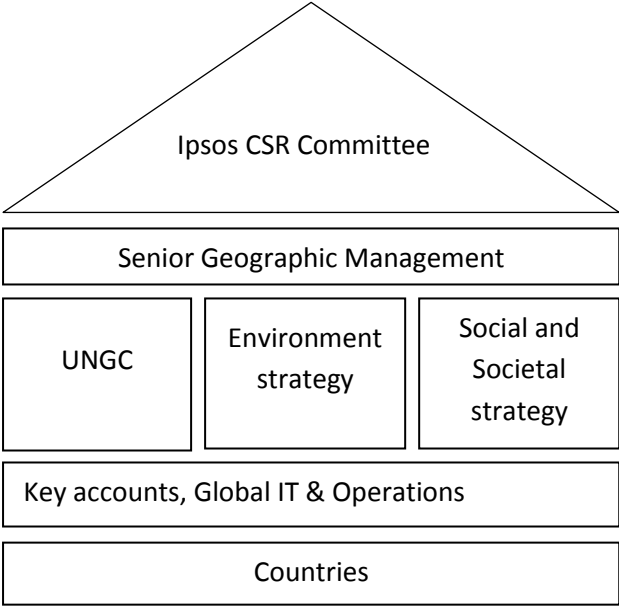 Ipsos CSR Committee
Senior Geographic Management
UNGC
Environment
strategy
Social and
Societal
strategy
Key accounts, Global IT & Operations
Countries